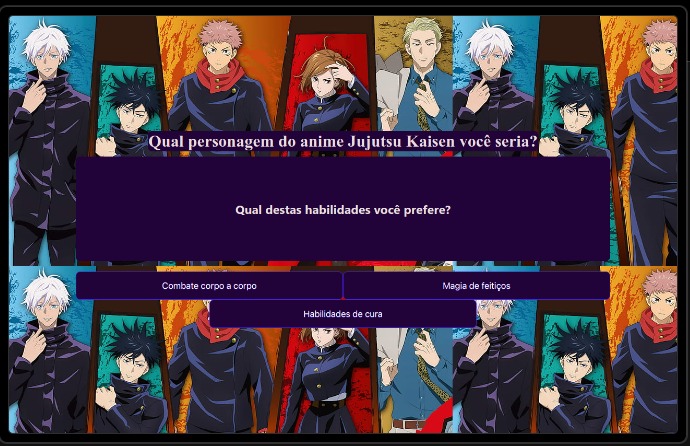 Qual personagem do anime Jujutsu Kaisen você seria?
Qual destas habilidades você prefere?
Combate corpo a corpo
Magia de feitiços
Habilidades de cura